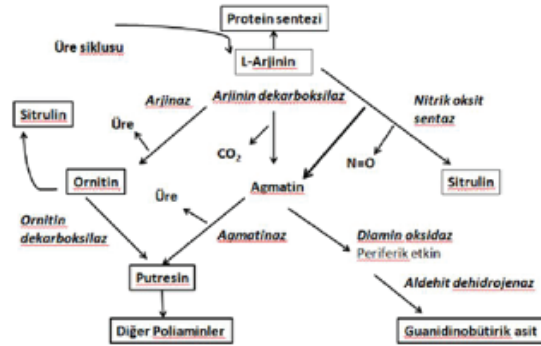 Protein sentezi
Üre siklusu
L-Arjinin
Arjinaz
Arjinin dekarboksilaz
Nitrik oksit
sentaz
Sitrulin
Üre
CO₂
N=O
Ornitin
Agmatin
Sitrulin
Üre
Ornitin
dekarboksilaz
Agmatinaz
Diamin oksidaz
Periferik etkin
Putresin
Aldehit dehidrojenaz
Diğer Poliaminler
Guanidinobütirik asit